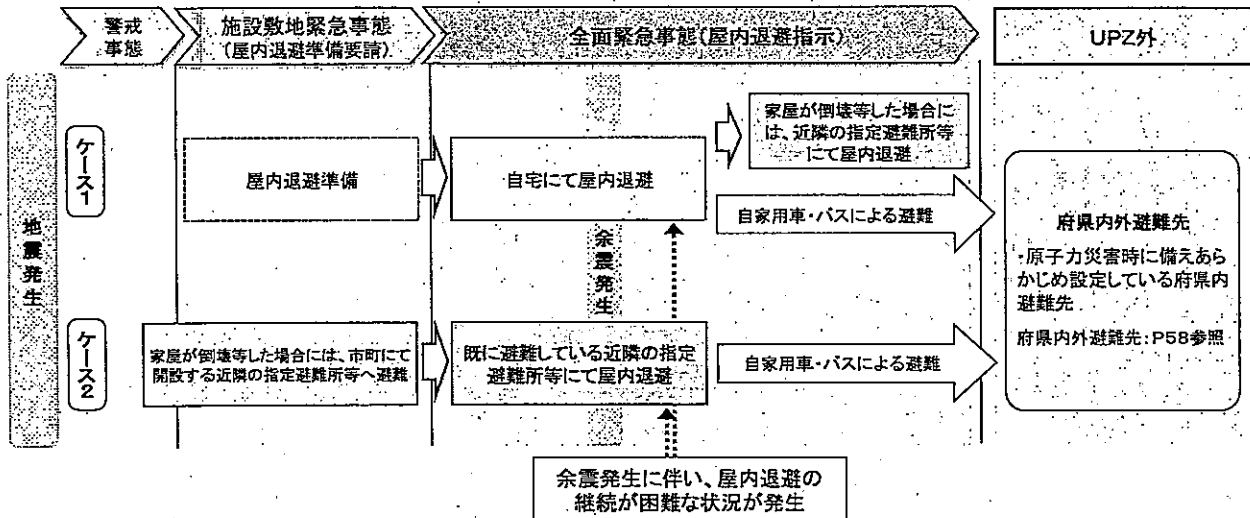 警戒
事態
施設敷地緊急事態
(屋内退避準備要請)
全面緊急事態(屋内退避指示)
UPZ外
地震発生
ケース1
屋内退避準備
自宅にて屋内退避
家屋が倒壊等した場合に
は、近隣の指定避難所等
にて屋内退避
自家用車・バスによる避難
余震発生
ケース2
家屋が倒壊等した場合には、市町にて
開設する近隣の指定避難所等へ避難
既に避難している近隣の指定
避難所等にて屋内退避
自家用車・バスによる避難
府県内外避難先
・原子力災害時に備えあら
かじめ設定している府県内
避難先
府県内外避難先:P58参照
余震発生に伴い、屋内退避の
継続が困難な状況が発生